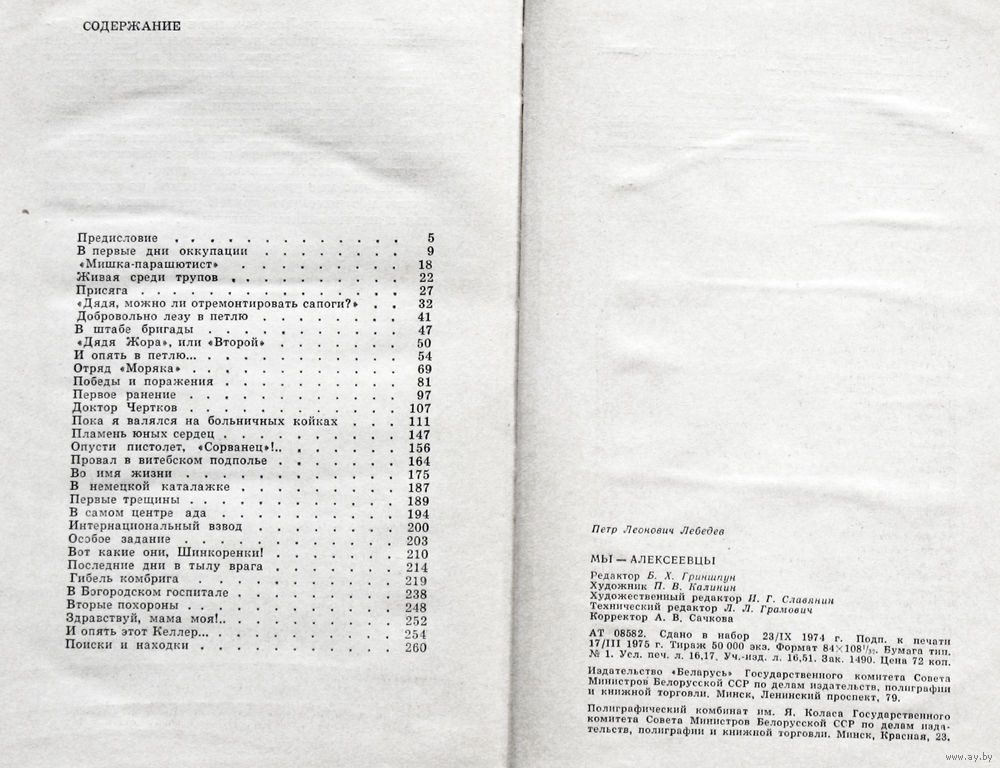 СОДЕРЖАНИЕ
Предисловие . . . . . . . . . . . . . 5
В первые дни оккупации . . . . . . . . 9
«Мишка-парашютист» . . . . . . . . . 18
Живая среди трупов . . . . . . . . . . 22
Присяга . . . . . . . . . . . . . . . 27
«Дядя, можно ли отремонтировать сапоги?» . . 32
Добровольно лезу в петлю . . . . . . . . 41
В штабе бригады . . . . . . . . . . . 47
«Дядя Жора», или «Второй» . . . . . . . 50
И опять в петлю... . . . . . . . . . . . 54
Отряд «Моряка» . . . . . . . . . . . . 69
Победы и поражения . . . . . . . . . . 81
Первое ранение . . . . . . . . . . . . 97
Доктор Чертков . . . . . . . . . . . . 107
Пока я валялся на больничных койках . . . 111
Пламень юных сердец . . . . . . . . . . 147
Опусти пистолет, «Сорванец»!.. . . . . . . 156
Провал в витебском подполье . . . . . . . 164
Во имя жизни . . . . . . . . . . . . . 175
В немецкой каталажке . . . . . . . . . 187
Первые трещины . . . . . . . . . . . . 189
В самом центре ада . . . . . . . . . . 194
Интернациональный взвод . . . . . . . . 200
Особое задание . . . . . . . . . . . . 203
Вот какие они, Шинкоренки! . . . . . . . 210
Последние дни в тылу врага . . . . . . . 214
Гибель комбрига . . . . . . . . . . . 219
В Богородском госпитале . . . . . . . . 238
Вторые похороны . . . . . . . . . . . 248
Здравствуй, мама моя!.. . . . . . . . . . 252
И опять этот Келлер... . . . . . . . . . . 254
Поиски и находки . . . . . . . . . . . 260
Петр Леонович Лебедев
МЫ — АЛЕКСЕЕВЦЫ
Редактор Б. Х. Гриншпун
Художник П. В. Калинин
Художественный редактор И. Г. Славянин
Технический редактор Л. Л. Грамович
Корректор А. В. Сачкова
АТ 08582. Сдано в набор 23/IX 1974 г. Подп. к печати
17/III 1975 г. Тираж 50 000 экз. Формат 84×108¹/₃₂. Бумага тип.
№ 1. Усл. печ. л. 16,17. Уч.-изд. л. 16,51. Зак. 1490. Цена 72 коп.
Издательство «Беларусь» Государственного комитета Совета
Министров Белорусской ССР по делам издательств, полиграфии
и книжной торговли. Минск, Ленинский проспект, 79.
Полиграфический комбинат им. Я. Коласа Государственного
комитета Совета Министров Белорусской ССР по делам изда-
тельств, полиграфии и книжной торговли. Минск, Красная, 23.
www.ay.by